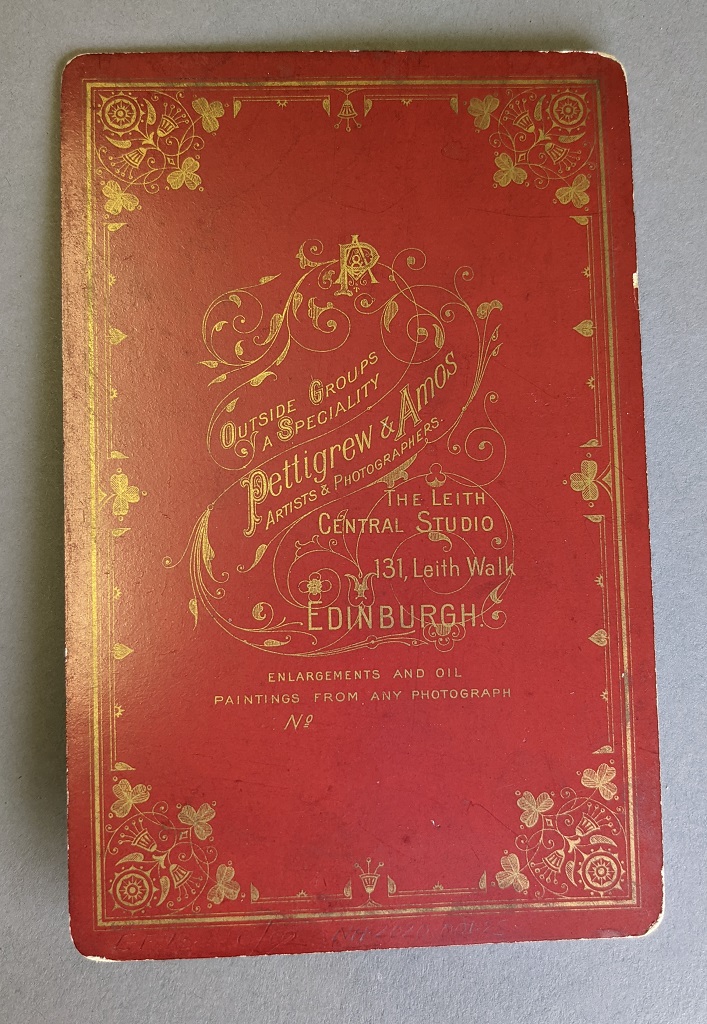 PA
OUTSIDE GROUPS
A SPECIALITY
Pettigrew & Amos
ARTISTS & PHOTOGRAPHERS.
THE LEITH
CENTRAL STUDIO
131, Leith Walk
EDINBURGH.
ENLARGEMENTS AND OIL
PAINTINGS FROM ANY PHOTOGRAPH
Nº